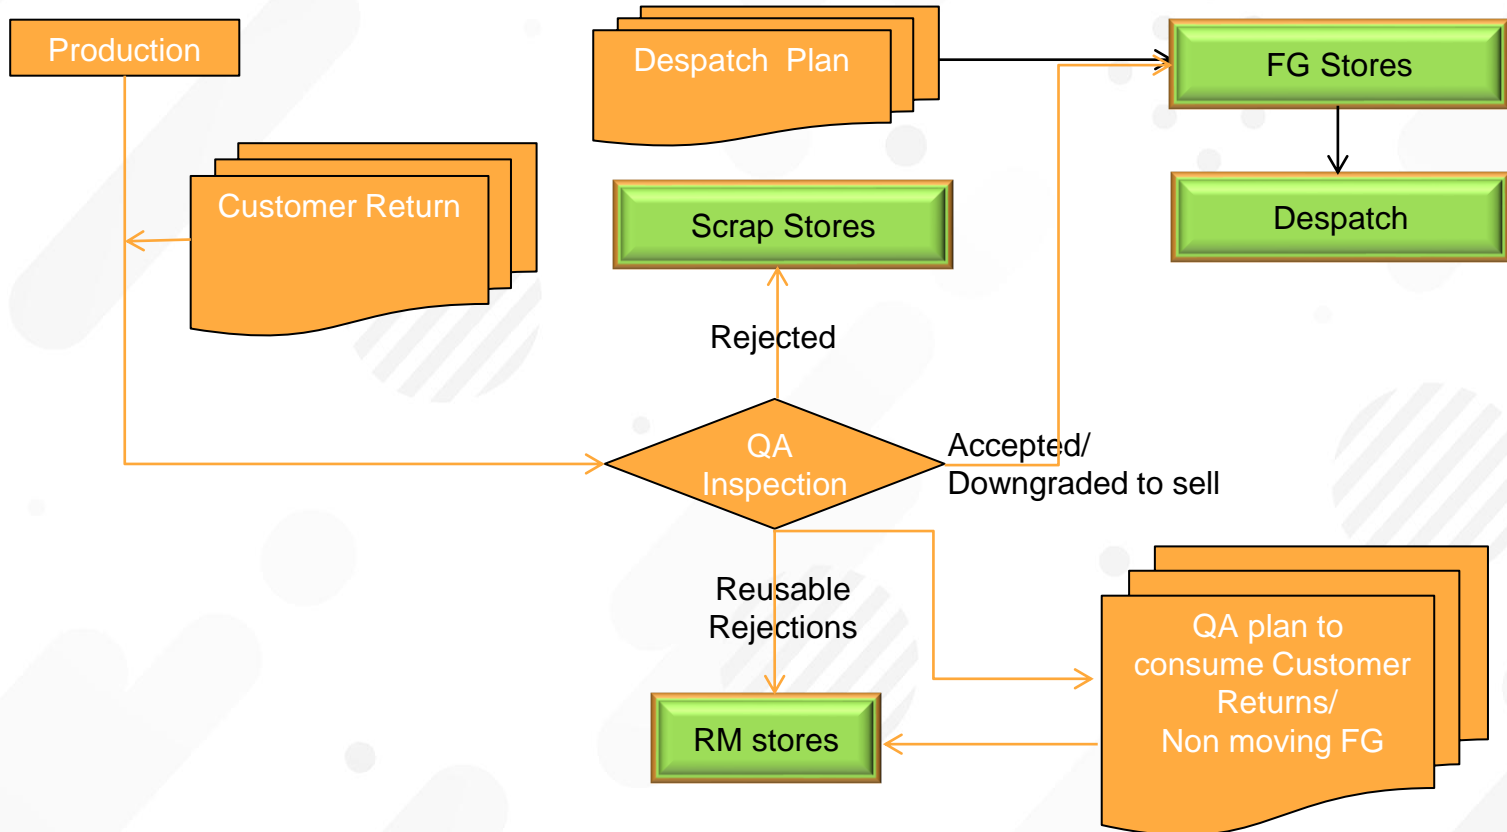 Production
Despatch Plan
FG Stores
Customer Return
Scrap Stores
Despatch
Rejected
QA
Inspection
Accepted/
Downgraded to sell
Reusable
Rejections
QA plan to
consume Customer
Returns/
Non moving FG
RM stores